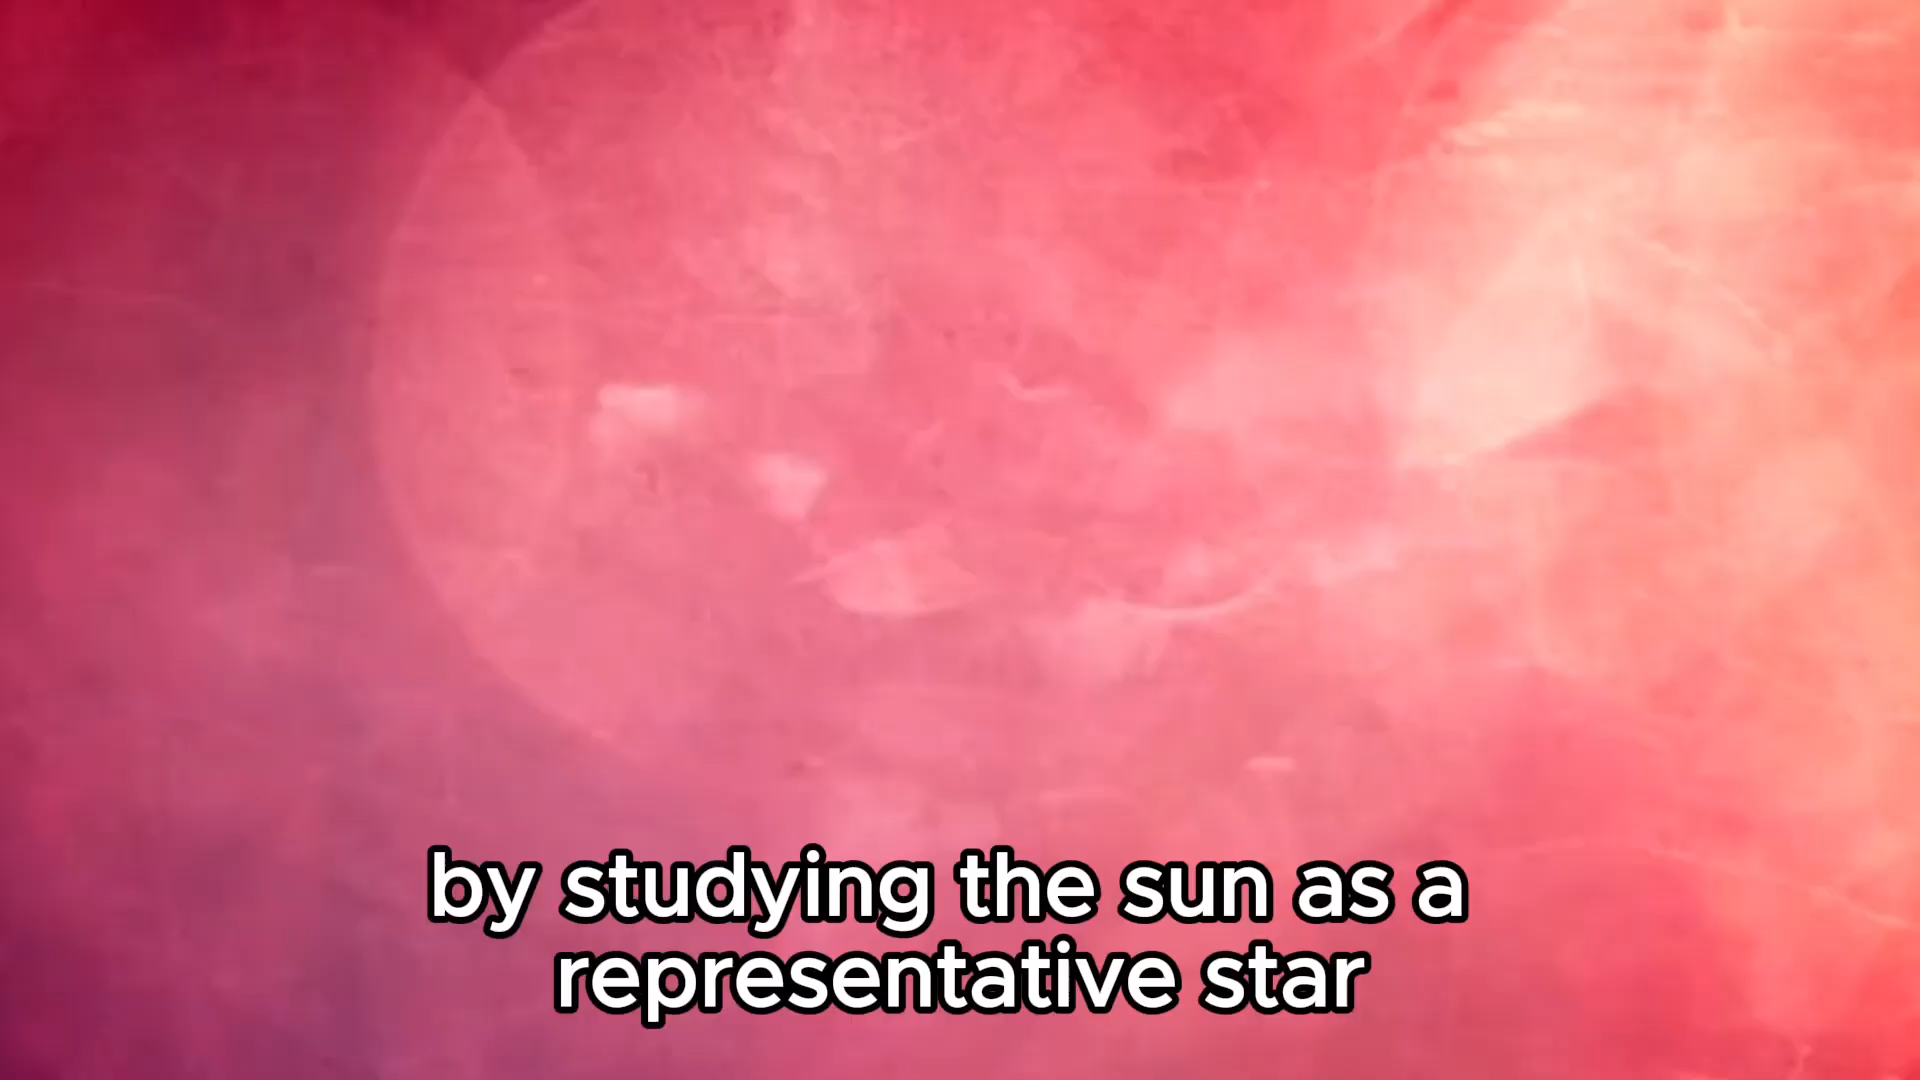 by studying the sun as a
representative star